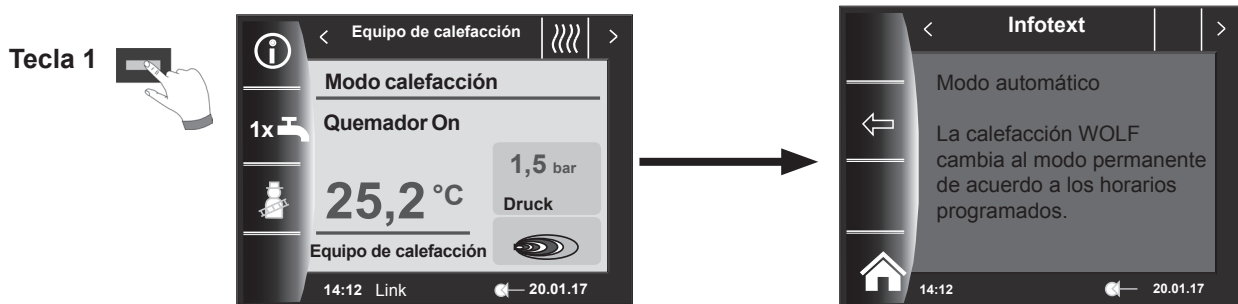 Tecla 1
Equipo de calefacción
Modo calefacción
1x
Quemador On
25,2 °C
1,5 bar
Druck
Equipo de calefacción
14:12 Link
20.01.17
Infotext
Modo automático
La calefacción WOLF
cambia al modo permanente
de acuerdo a los horarios
programados.
14:12
20.01.17